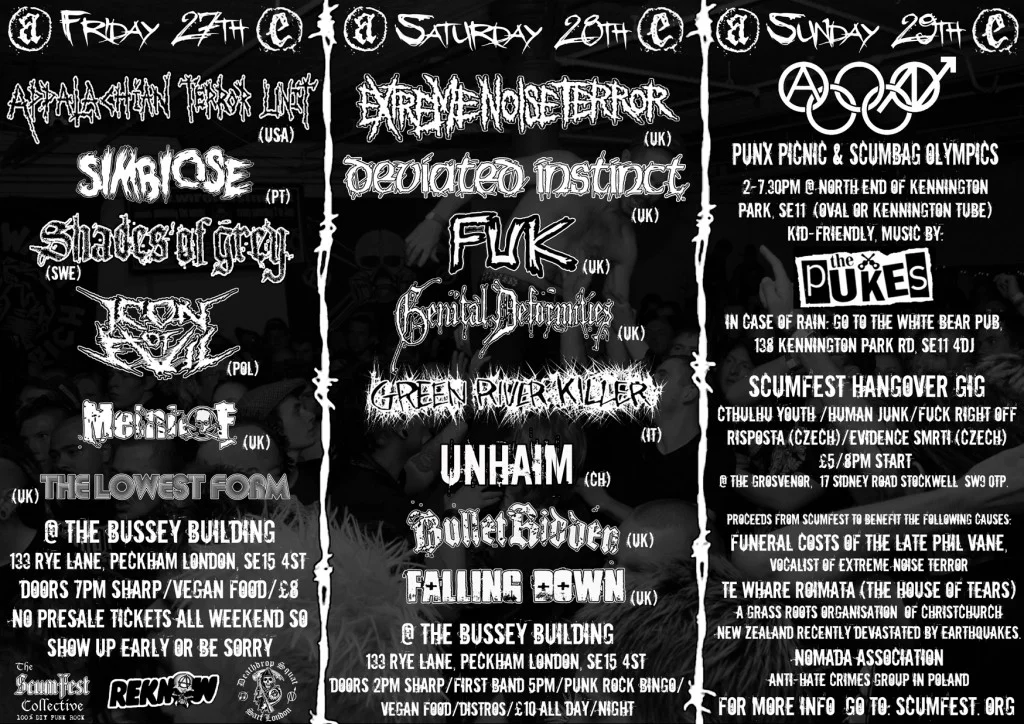 Friday 27th
Appalachian Terror Unit
(USA)
SIMBIOSE
(PT)
Shades of grey
(SWE)
ICON
OF
EVIL
(POL)
Meinhof
(UK)
(UK) THE LOWEST FORM
@ THE BUSSEY BUILDING
133 RYE LANE, PECKHAM LONDON, SE15 4ST
DOORS 7PM SHARP/VEGAN FOOD/£8
NO PRESALE TICKETS ALL WEEKEND SO
SHOW UP EARLY OR BE SORRY
The
Scumfest
Collective
100% DIY PUNK ROCK
REKNOW
Deathdrop Square
Surf London
Saturday 28th
EXTREME NOISE TERROR
(UK)
deviated instinct
(UK)
FUK
(UK)
Genital Deformities
(UK)
GREEN RIVER KILLER
(IT)
UNHAIM
(CH)
BulletRidden
(UK)
FALLING DOWN
(UK)
@ THE BUSSEY BUILDING
133 RYE LANE, PECKHAM LONDON, SE15 4ST
DOORS 2PM SHARP/FIRST BAND 5PM/PUNK ROCK BINGO/
VEGAN FOOD/DISTROS/£10 ALL DAY/NIGHT
Sunday 29th
PUNX PICNIC & SCUMBAG OLYMPICS
2-7.30PM @ NORTH END OF KENNINGTON
PARK, SE11 (OVAL OR KENNINGTON TUBE)
KID-FRIENDLY, MUSIC BY:
the
PUKEs
IN CASE OF RAIN: GO TO THE WHITE BEAR PUB,
138 KENNINGTON PARK RD, SE11 4DJ
SCUMFEST HANGOVER GIG
CTHULHU YOUTH /HUMAN JUNK/FUCK RIGHT OFF
RISPOSTA (CZECH)/EVIDENCE SMRTI (CZECH)
£5/8PM START
@ THE GROSVENOR, 17 SIDNEY ROAD STOCKWELL SW9 0TP.
PROCEEDS FROM SCUMFEST TO BENEFIT THE FOLLOWING CAUSES:
FUNERAL COSTS OF THE LATE PHIL VANE,
VOCALIST OF EXTREME NOISE TERROR
TE WHARE ROIMATA (THE HOUSE OF TEARS)
A GRASS ROOTS ORGANISATION OF CHRISTCHURCH
NEW ZEALAND RECENTLY DEVASTATED BY EARTHQUAKES.
NOMADA ASSOCIATION
ANTI-HATE CRIMES GROUP IN POLAND
FOR MORE INFO GO TO: SCUMFEST. ORG